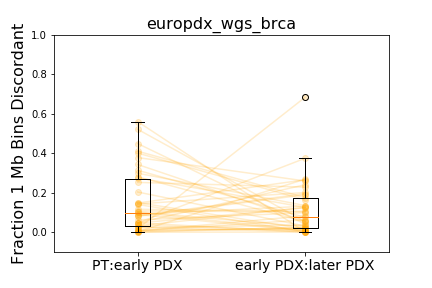 europdx_wgs_brca
Fraction 1 Mb Bins Discordant
1.0
0.8
0.6
0.4
0.2
0.0
PT:early PDX
early PDX:later PDX